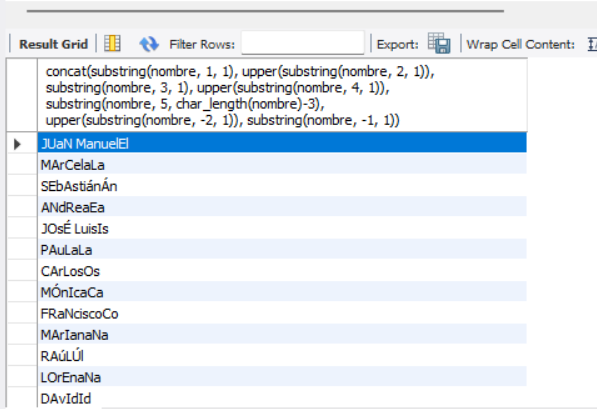 Result Grid Filter Rows: Export: Wrap Cell Content:
concat(substring(nombre, 1, 1), upper(substring(nombre, 2, 1)),
substring(nombre, 3, 1), upper(substring(nombre, 4, 1)),
substring(nombre, 5, char_length(nombre)-3),
upper(substring(nombre, -2, 1)), substring(nombre, -1, 1))
JUaN ManuelEl
MArCelaLa
SEbAstiánÁn
ANdReaEa
JOsÉ LuisIs
PAuLaLa
CArLosOs
MÓnIcaCa
FRaNciscoCo
MArIanaNa
RAúLÚl
LOrEnaNa
DAvIdId